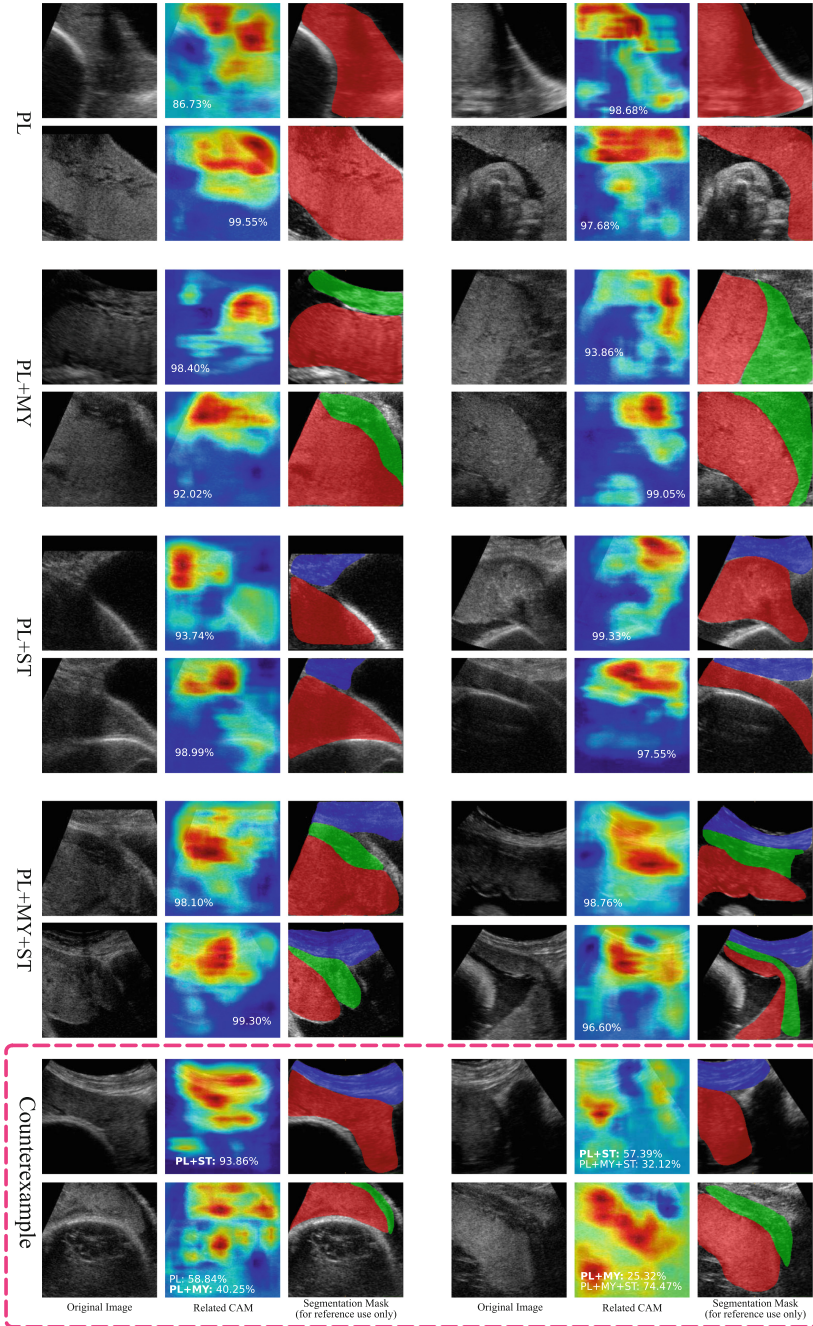 PL
86.73%
98.68%
99.55%
97.68%
PL+MY
98.40%
93.86%
92.02%
99.05%
PL+ST
93.74%
99.33%
98.99%
97.55%
PL+MY+ST
98.10%
98.76%
99.30%
96.60%
Counterexample
PL+ST: 93.86%
PL+ST: 57.39%
PL+MY+ST: 32.12%
PL: 58.84%
PL+MY: 40.25%
PL+MY: 25.32%
PL+MY+ST: 74.47%
Original Image
Related CAM
Segmentation Mask
(for reference use only)
Original Image
Related CAM
Segmentation Mask
(for reference use only)